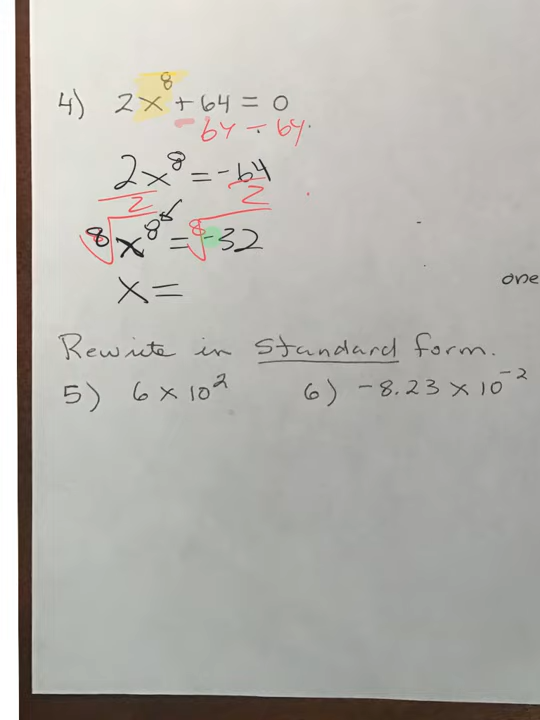 4) 2x⁸ + 64 = 0
- 64 - 64
2x⁸ = -64
2 2
⁸√x⁸ = ⁸√-32
x =
one
Rewrite in standard form.
5) 6 × 10² 6) -8.23 × 10⁻²